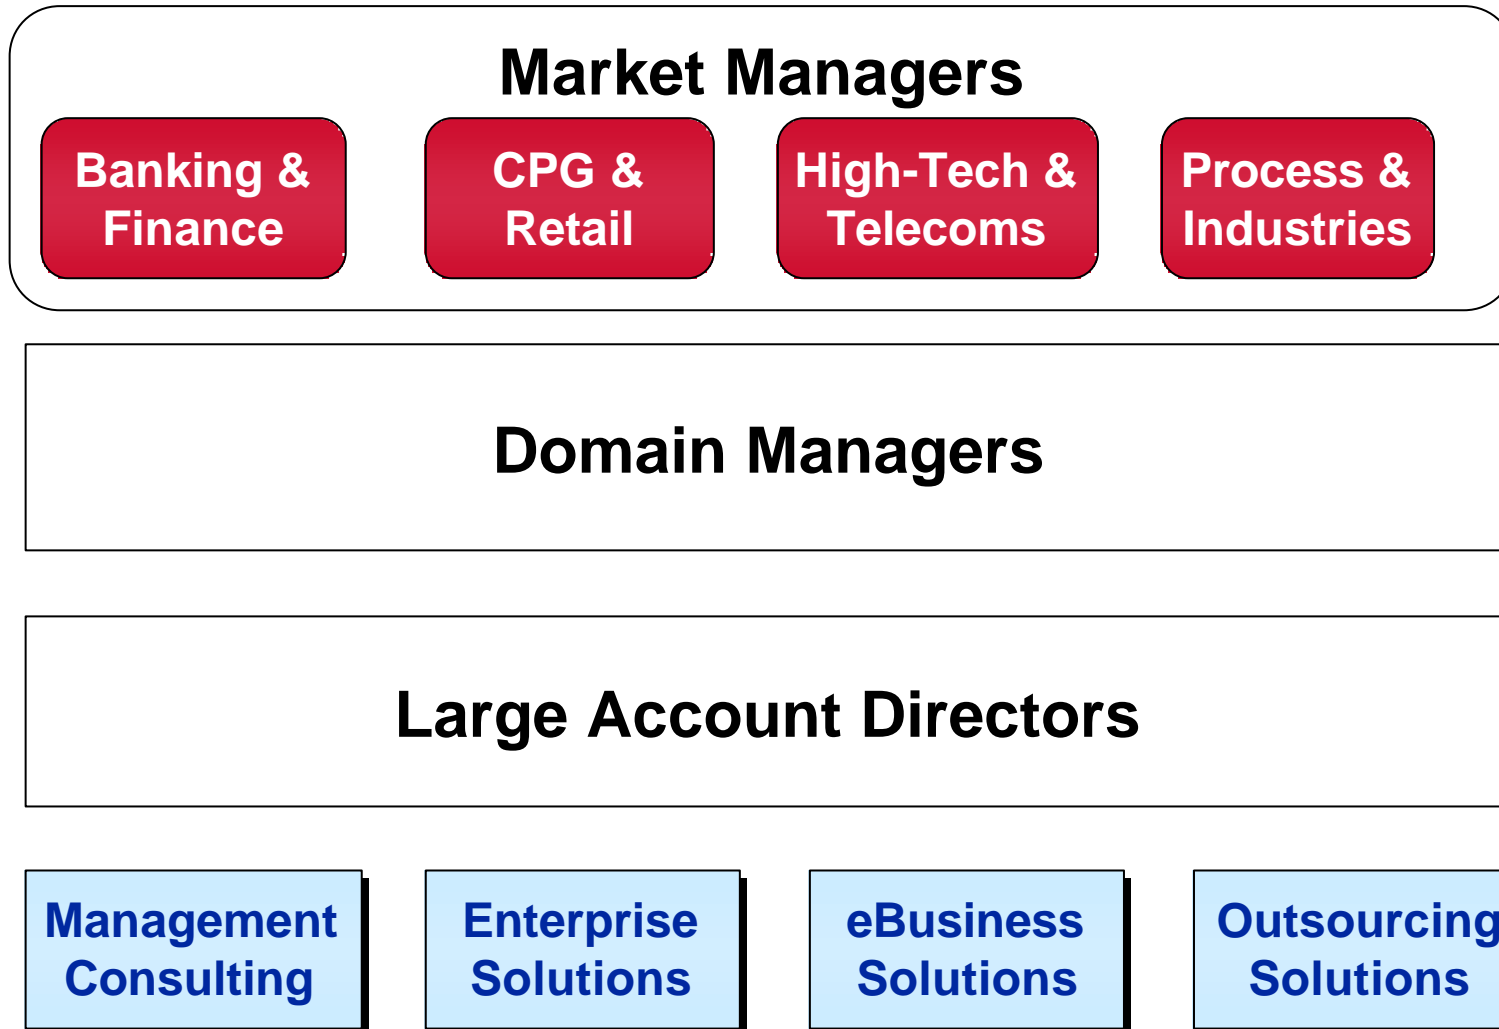 Market Managers
Banking &
Finance
CPG &
Retail
High-Tech &
Telecoms
Process &
Industries
Domain Managers
Large Account Directors
Management
Consulting
Enterprise
Solutions
eBusiness
Solutions
Outsourcing
Solutions